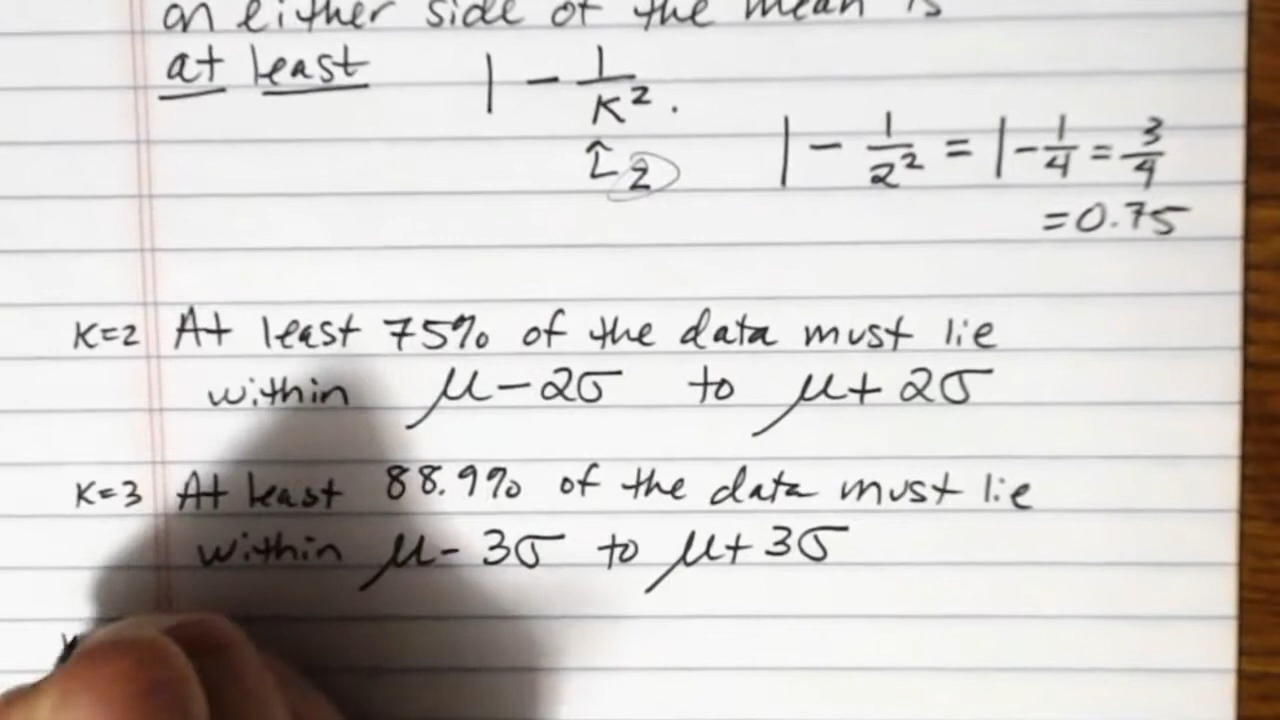 on either side of the mean is
at least 1 - 1/K².
↑ 2
1 - 1/2² = 1 - 1/4 = 3/4
= 0.75
K=2 At least 75% of the data must lie
within μ - 2σ to μ + 2σ
K=3 At least 88.9% of the data must lie
within μ - 3σ to μ + 3σ